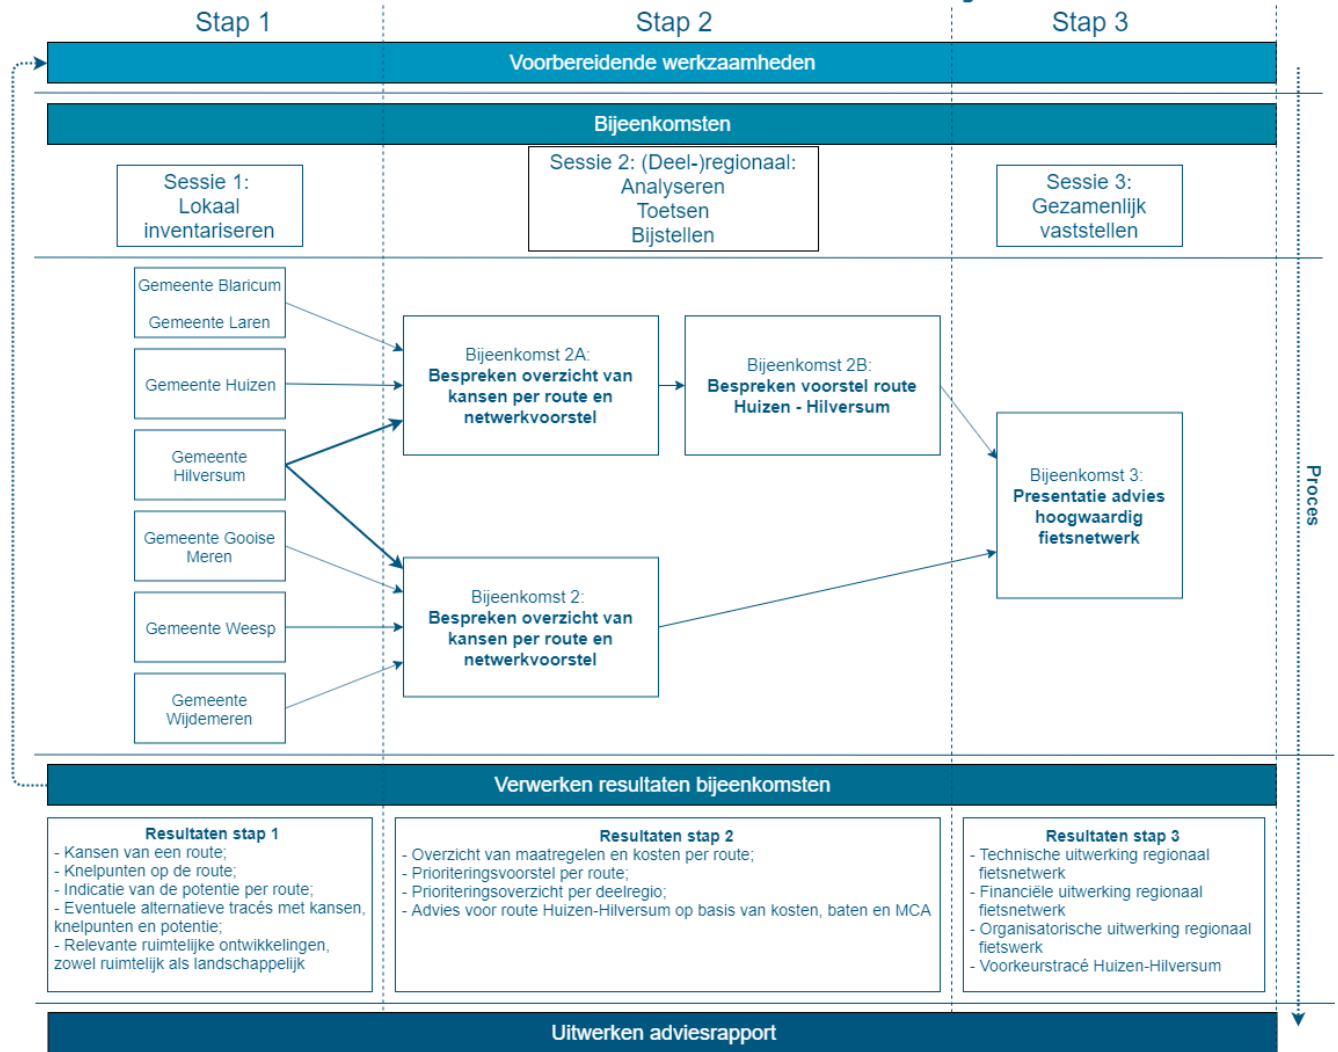 Stap 1
Stap 2
Stap 3
Voorbereidende werkzaamheden
Bijeenkomsten
Sessie 1:
Lokaal
inventariseren
Sessie 2: (Deel-)regionaal:
Analyseren
Toetsen
Bijstellen
Sessie 3:
Gezamenlijk
vaststellen
Gemeente Blaricum
Gemeente Laren
Gemeente Huizen
Gemeente
Hilversum
Gemeente Gooise
Meren
Gemeente Weesp
Gemeente
Wijdemeren
Bijeenkomst 2A:
Bespreken overzicht van
kansen per route en
netwerkvoorstel
Bijeenkomst 2B:
Bespreken voorstel route
Huizen - Hilversum
Bijeenkomst 2:
Bespreken overzicht van
kansen per route en
netwerkvoorstel
Bijeenkomst 3:
Presentatie advies
hoogwaardig
fietsnetwerk
Proces
Verwerken resultaten bijeenkomsten
Resultaten stap 1
- Kansen van een route;
- Knelpunten op de route;
- Indicatie van de potentie per route;
- Eventuele alternatieve tracés met kansen,
knelpunten en potentie;
- Relevante ruimtelijke ontwikkelingen,
zowel ruimtelijk als landschappelijk
Resultaten stap 2
- Overzicht van maatregelen en kosten per route;
- Prioriteringsvoorstel per route;
- Prioriteringsoverzicht per deelregio;
- Advies voor route Huizen-Hilversum op basis van kosten, baten en MCA
Resultaten stap 3
- Technische uitwerking regionaal
fietsnetwerk
- Financiële uitwerking regionaal
fietsnetwerk
- Organisatorische uitwerking regionaal
fietswerk
- Voorkeurstracé Huizen-Hilversum
Uitwerken adviesrapport